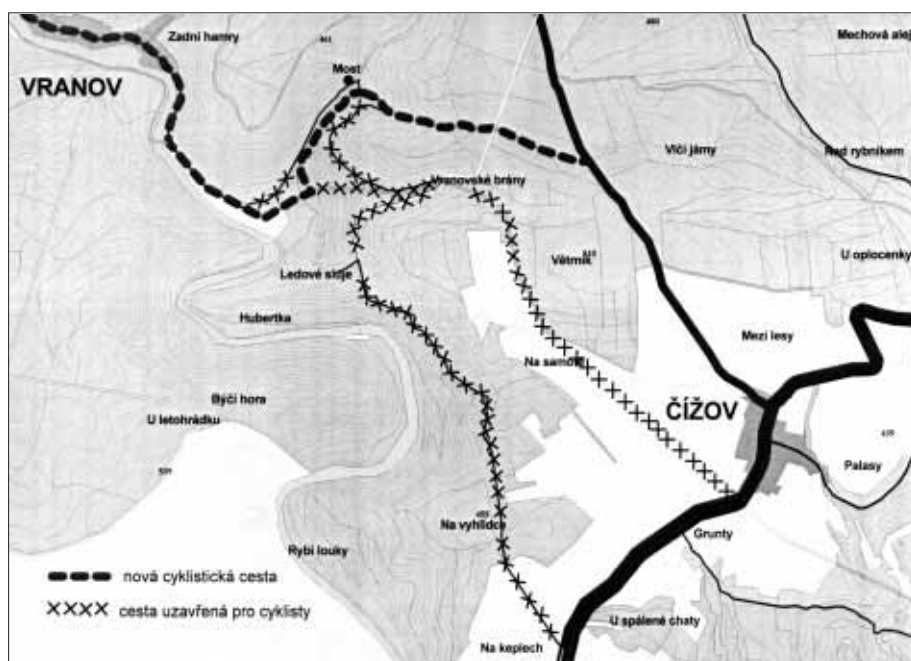 Zadní hamry
Mechová alej
VRANOV
Most
Vlčí jámy
Nad rybníkem
Vranovské brány
U oplocenky
Větrník
Ledové sluje
Hubertka
Mezi lesy
Na samotě
Býčí hora
ČÍŽOV
U letohrádku
Palasy
Na vyhlídce
Grunty
Rybí louky
nová cyklistická cesta
cesta uzavřená pro cyklisty
U spálené chaty
Na keplech